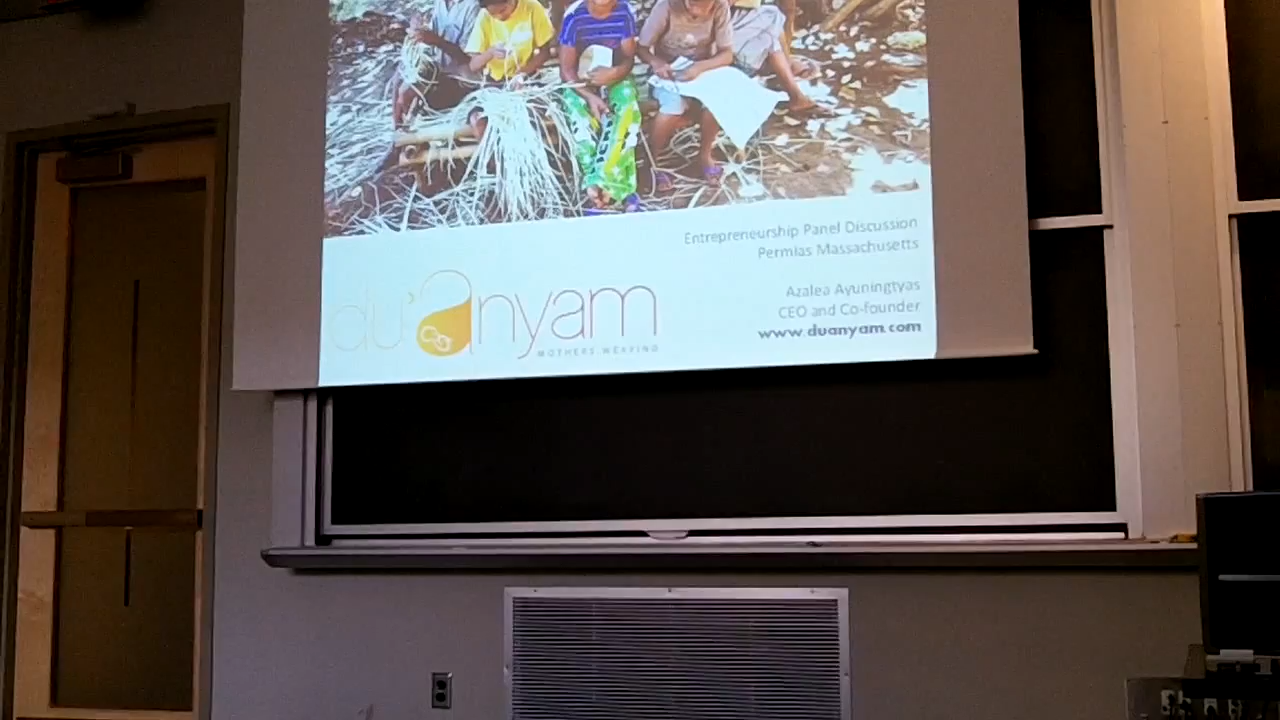 Entrepreneurship Panel Discussion
Permias Massachusetts
Azalea Ayuningtyas
CEO and Co-founder
www.duanyam.com
du'anyam
MOTHERS WEAVING